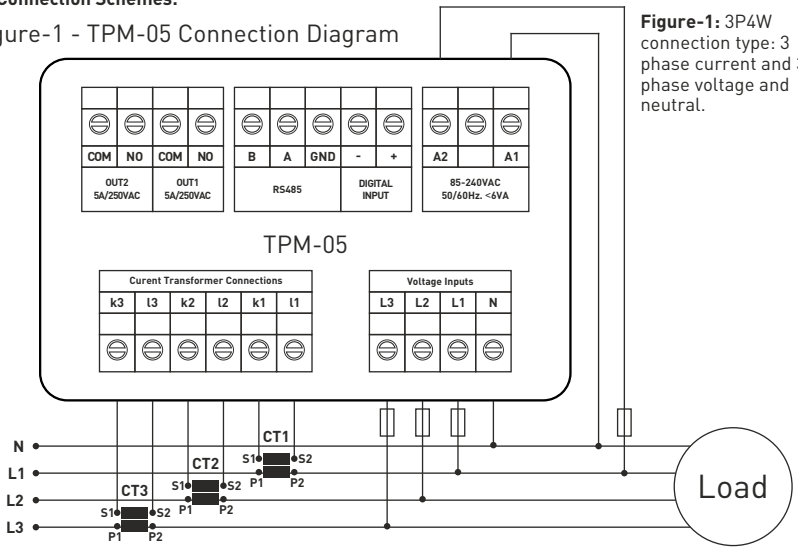 Connection Schemes:
gure-1 - TPM-05 Connection Diagram
Figure-1: 3P4W
connection type: 3
phase current and 3
phase voltage and
neutral.
COM NO COM NO B A GND - + A2 A1
OUT2
5A/250VAC
OUT1
5A/250VAC
RS485
DIGITAL
INPUT
85-240VAC
50/60Hz. <6VA
TPM-05
Curent Transformer Connections
k3 l3 k2 l2 k1 l1
Voltage Inputs
L3 L2 L1 N
N
CT1
S1 S2
L1
P1 P2
CT2
S1 S2
L2
P1 P2
CT3
S1 S2
L3
P1 P2
Load